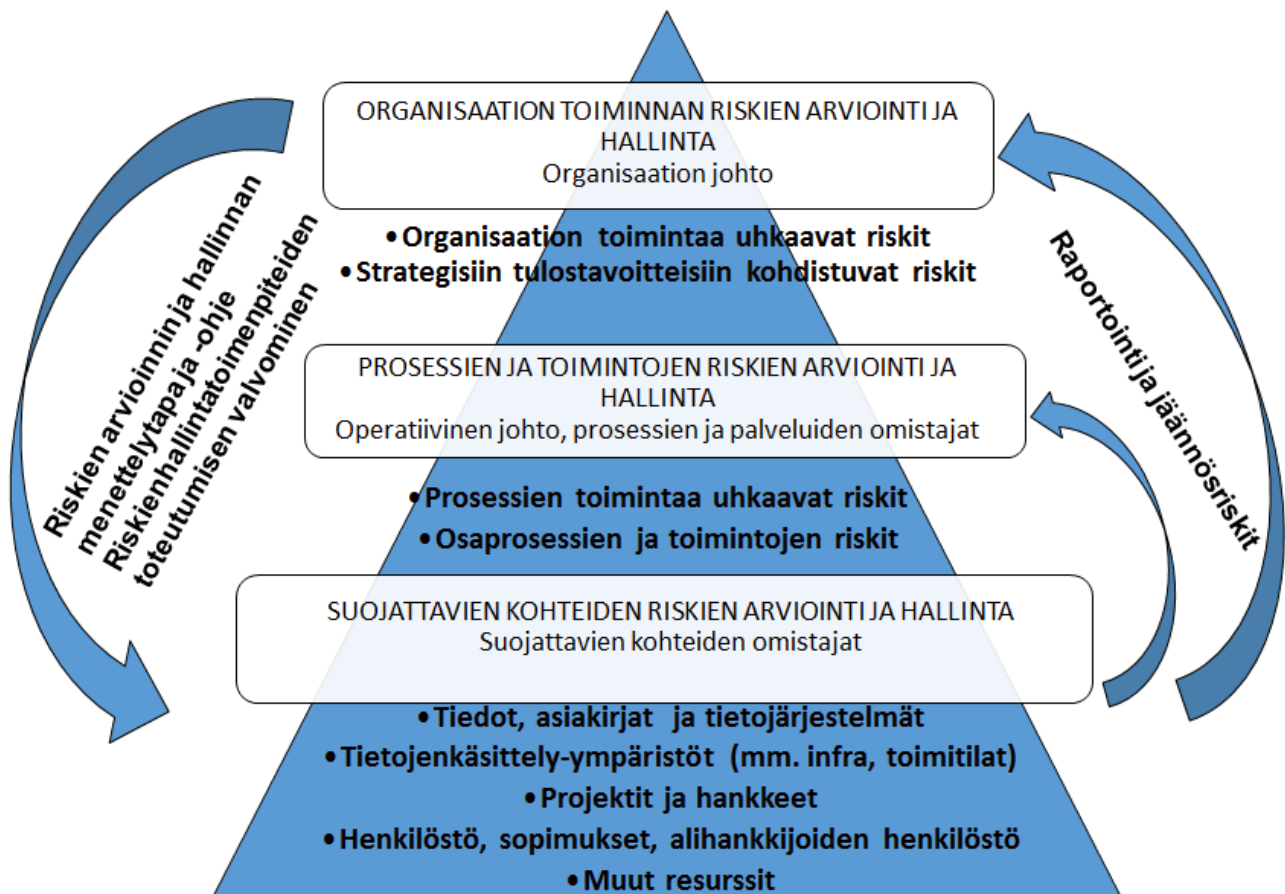 ORGANISAATION TOIMINNAN RISKIEN ARVIOINTI JA
HALLINTA
Organisaation johto
•Organisaation toimintaa uhkaavat riskit
•Strategisiin tulostavoitteisiin kohdistuvat riskit
Riskien arvioinnin ja hallinnan
menettelytapa ja -ohje
Riskienhallintatoimenpiteiden
toteutumisen valvominen
Raportointi ja jäännösriskit
PROSESSIEN JA TOIMINTOJEN RISKIEN ARVIOINTI JA
HALLINTA
Operatiivinen johto, prosessien ja palveluiden omistajat
•Prosessien toimintaa uhkaavat riskit
•Osaprosessien ja toimintojen riskit
SUOJATTAVIEN KOHTEIDEN RISKIEN ARVIOINTI JA HALLINTA
Suojattavien kohteiden omistajat
•Tiedot, asiakirjat ja tietojärjestelmät
•Tietojenkäsittely-ympäristöt (mm. infra, toimitilat)
•Projektit ja hankkeet
•Henkilöstö, sopimukset, alihankkijoiden henkilöstö
•Muut resurssit